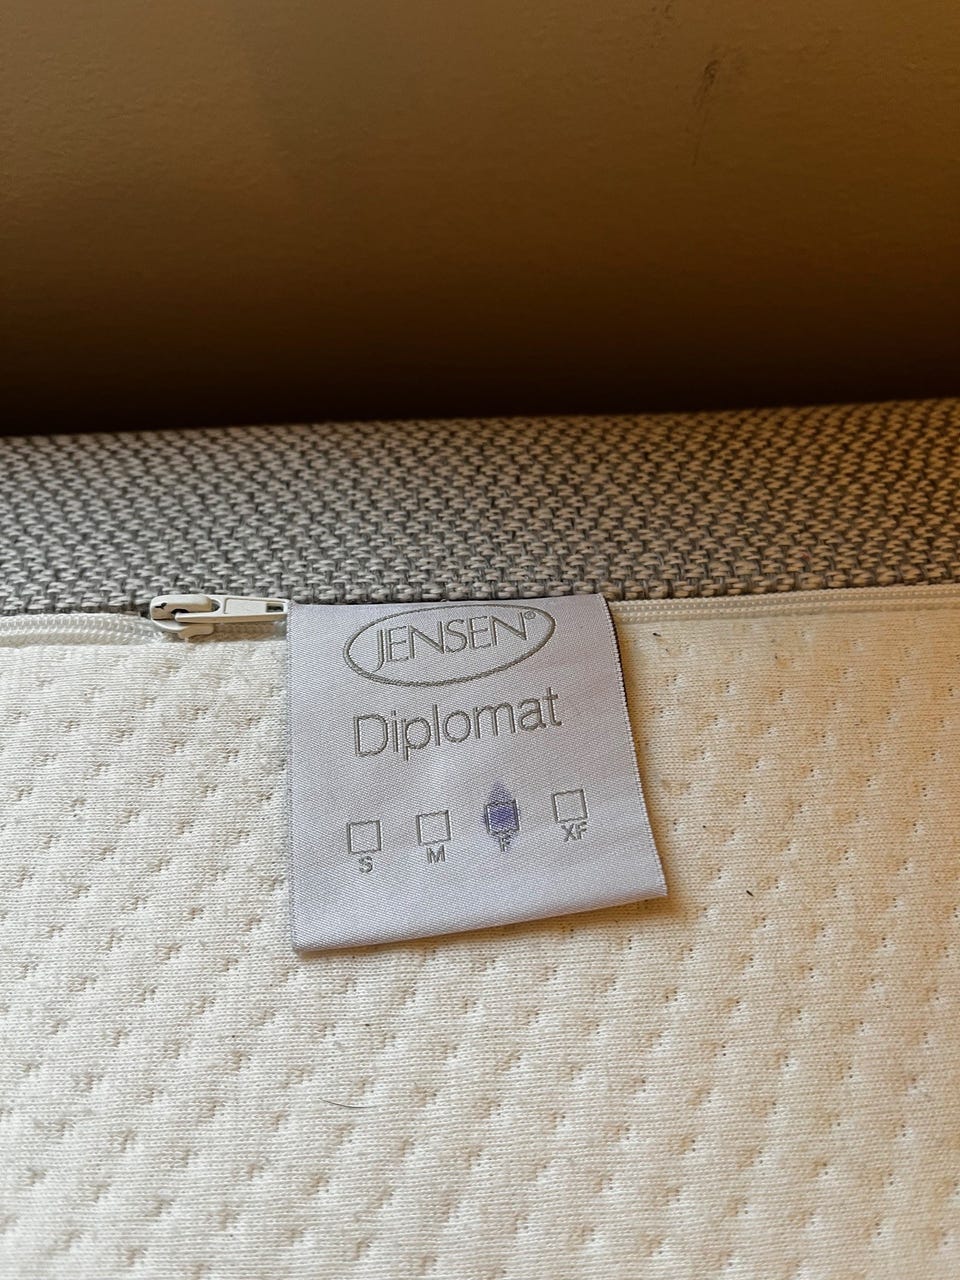 JENSEN®
Diplomat
S M F XF